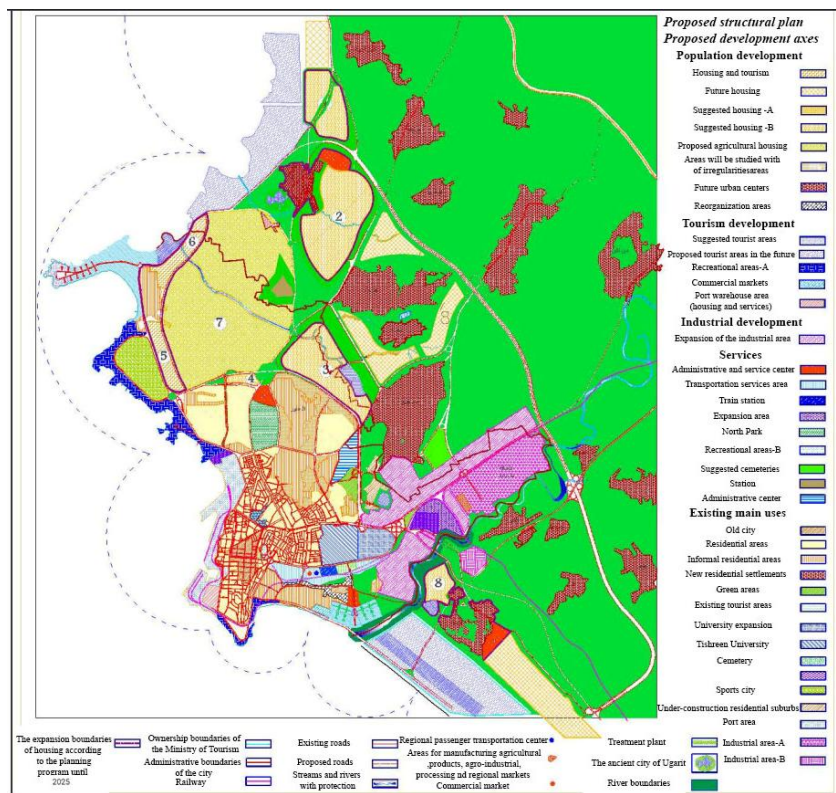 Proposed structural plan
Proposed development axes
Population development
Housing and tourism
Future housing
Suggested housing -A
Suggested housing -B
Proposed agricultural housing
Areas will be studied with
of irregularitiesareas
Future urban centers
Reorganization areas
Tourism development
Suggested tourist areas
Proposed tourist areas in the future
Recreational areas-A
Commercial markets
Port warehouse area
(housing and services)
Industrial development
Expansion of the industrial area
Services
Administrative and service center
Transportation services area
Train station
Expansion area
North Park
Recreational areas-B
Suggested cemeteries
Station
Administrative center
Existing main uses
Old city
Residential areas
Informal residential areas
New residential settlements
Green areas
Existing tourist areas
University expansion
Tishreen University
Cemetery
Sports city
Under-construction residential suburbs
Port area
2
6
7
3
5
4
8
The expansion boundaries
of housing according
to the planning
program until
2025
Ownership boundaries of
the Ministry of Tourism
Administrative boundaries
of the city
Railway
Existing roads
Proposed roads
Streams and rivers
with protection
Regional passenger transportation center
Areas for manufacturing agricultural
,products, agro-industrial,
processing nd regional markets
Commercial market
Treatment plant
The ancient city of Ugarit
River boundaries
Industrial area-A
Industrial area-B